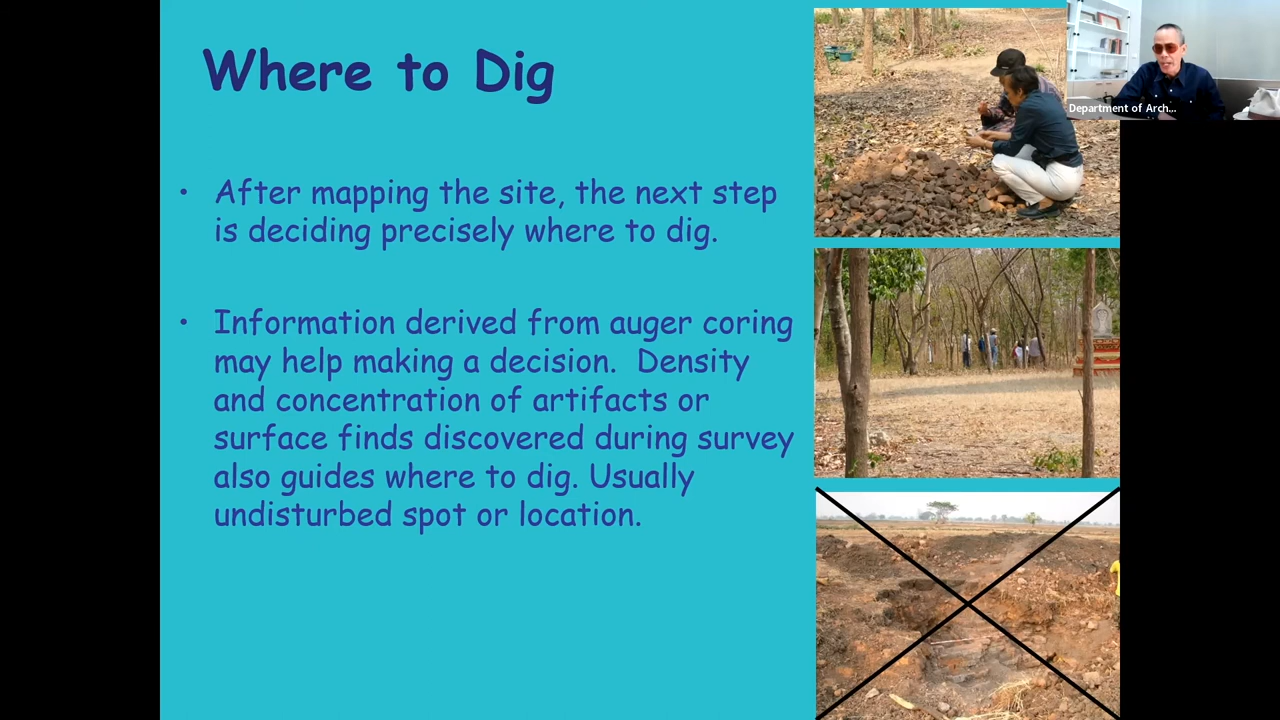 Where to Dig
Department of Arch...
• After mapping the site, the next step
is deciding precisely where to dig.
• Information derived from auger coring
may help making a decision. Density
and concentration of artifacts or
surface finds discovered during survey
also guides where to dig. Usually
undisturbed spot or location.